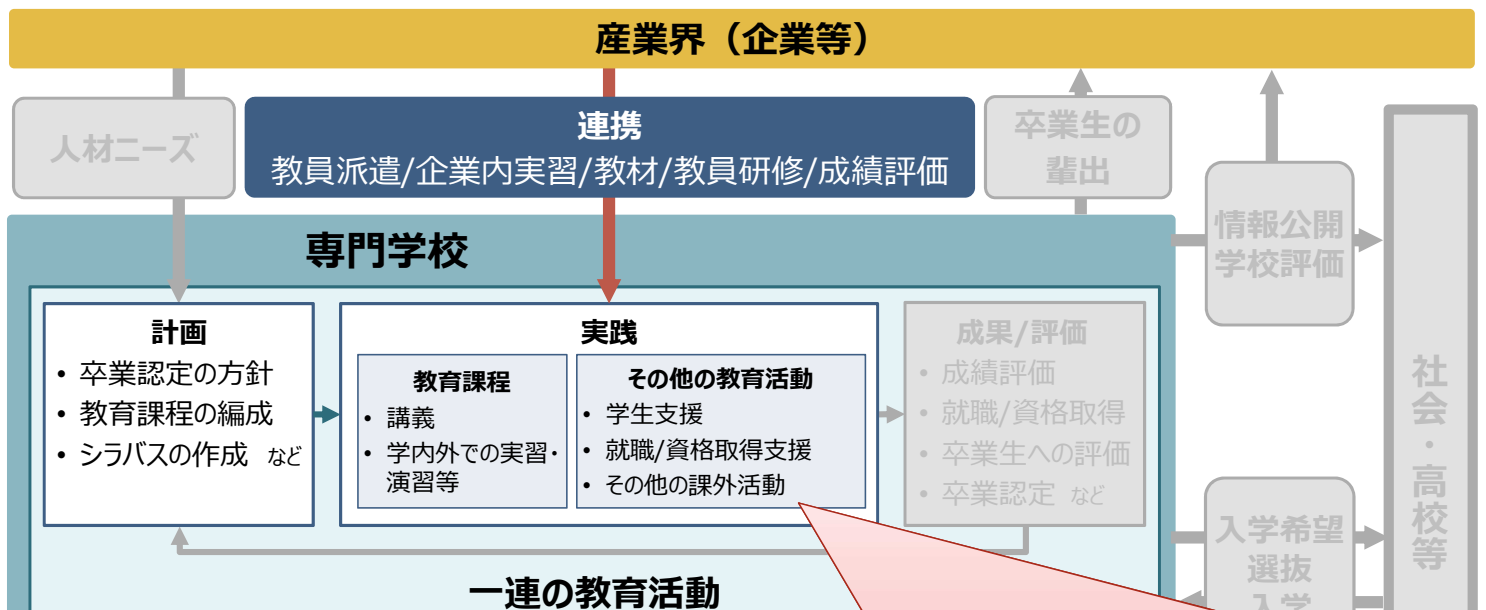 産業界（企業等）
人材ニーズ
連携
教員派遣/企業内実習/教材/教員研修/成績評価
卒業生の
輩出
情報公開
学校評価
専門学校
計画
• 卒業認定の方針
• 教育課程の編成
• シラバスの作成 など
実践
教育課程
• 講義
• 学内外での実習・
演習等
その他の教育活動
• 学生支援
• 就職/資格取得支援
• その他の課外活動
成果/評価
• 成績評価
• 就職/資格取得
• 卒業生への評価
• 卒業認定 など
社会・高校等
入学希望
選抜
入学
一連の教育活動